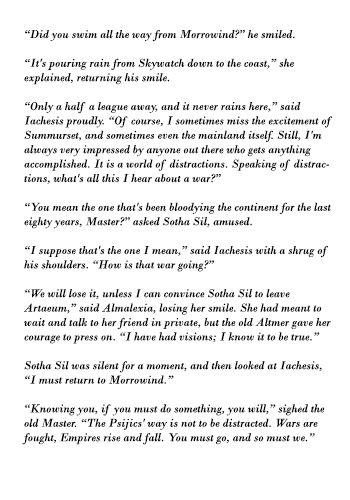 “Did you swim all the way from Morrowind?” he smiled.
“It's pouring rain from Skywatch down to the coast,” she
explained, returning his smile.
“Only a half a league away, and it never rains here,” said
Iachesis proudly. “Of course, I sometimes miss the excitement of
Summurset, and sometimes even the mainland itself. Still, I'm
always very impressed by anyone out there who gets anything
accomplished. It is a world of distractions. Speaking of distrac-
tions, what's all this I hear about a war?”
“You mean the one that's been bloodying the continent for the last
eighty years, Master?” asked Sotha Sil, amused.
“I suppose that's the one I mean,” said Iachesis with a shrug of
his shoulders. “How is that war going?”
“We will lose it, unless I can convince Sotha Sil to leave
Artaeum,” said Almalexia, losing her smile. She had meant to
wait and talk to her friend in private, but the old Altmer gave her
courage to press on. “I have had visions; I know it to be true.”
Sotha Sil was silent for a moment, and then looked at Iachesis,
“I must return to Morrowind.”
“Knowing you, if you must do something, you will,” sighed the
old Master. “The Psijics' way is not to be distracted. Wars are
fought, Empires rise and fall. You must go, and so must we.”